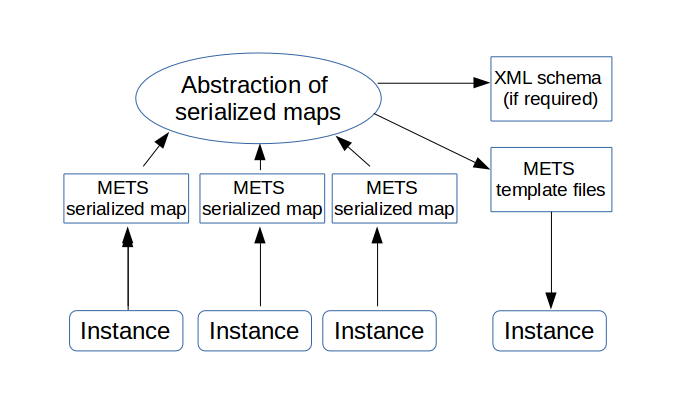 Abstraction of
serialized maps
XML schema
(if required)
METS
template files
METS
serialized map
METS
serialized map
METS
serialized map
Instance
Instance
Instance
Instance